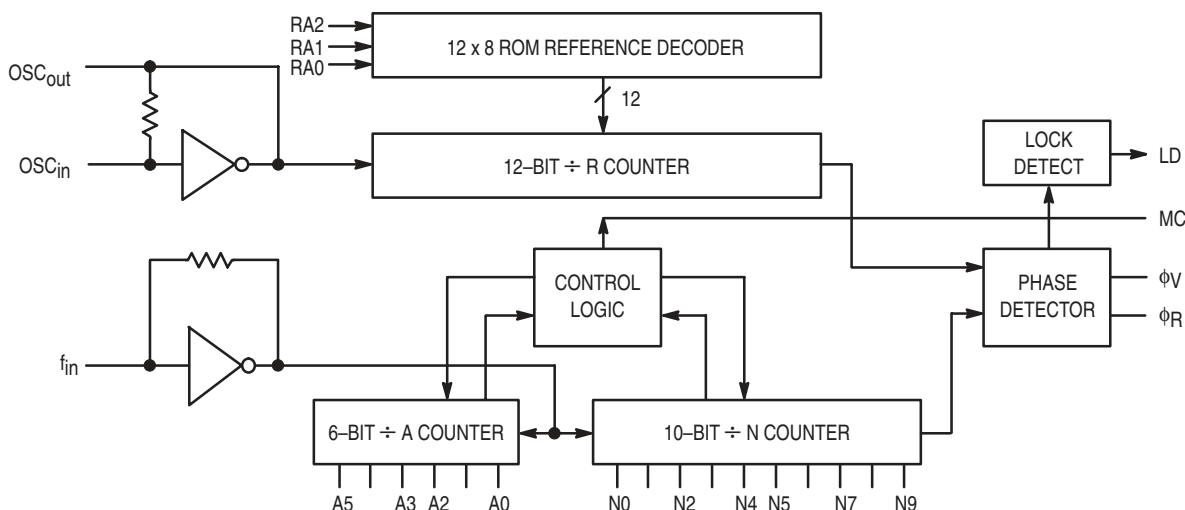 RA2
RA1
RA0
12 x 8 ROM REFERENCE DECODER
OSCout
12
OSCin
12–BIT ÷ R COUNTER
LOCK
DETECT
LD
MC
CONTROL
LOGIC
PHASE
DETECTOR
ϕV
ϕR
fin
6–BIT ÷ A COUNTER
10–BIT ÷ N COUNTER
A5 A3 A2 A0 N0 N2 N4 N5 N7 N9